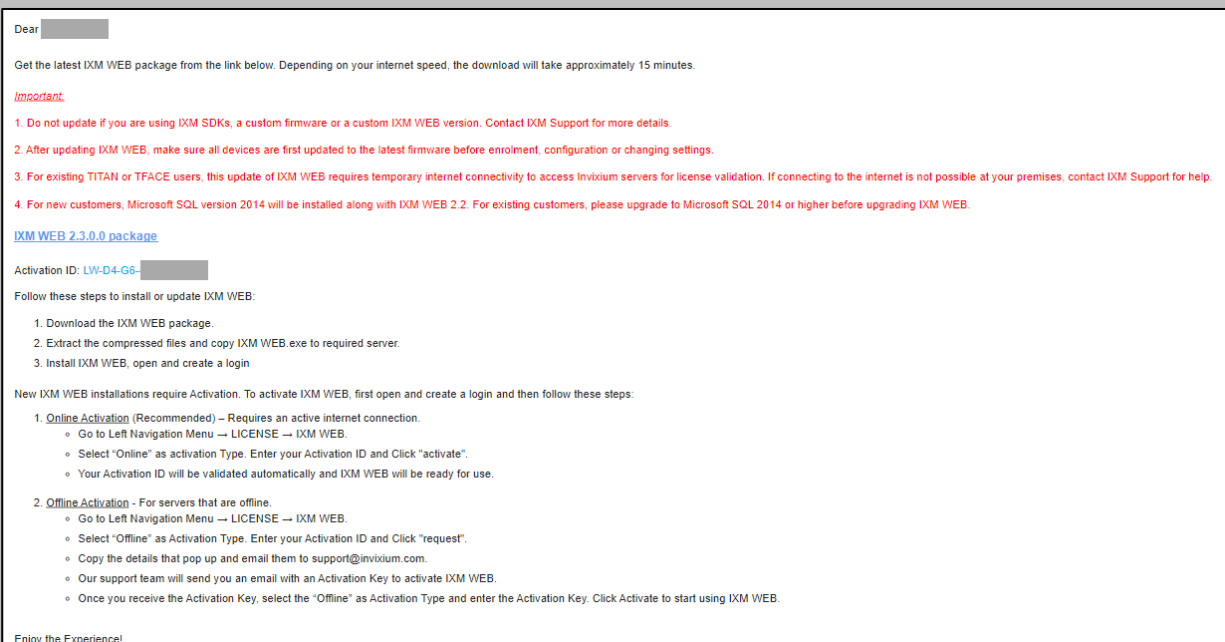 Dear
Get the latest IXM WEB package from the link below. Depending on your internet speed, the download will take approximately 15 minutes.
Important:
1. Do not update if you are using IXM SDKs, a custom firmware or a custom IXM WEB version. Contact IXM Support for more details.
2. After updating IXM WEB, make sure all devices are first updated to the latest firmware before enrolment, configuration or changing settings.
3. For existing TITAN or TFACE users, this update of IXM WEB requires temporary internet connectivity to access Invixium servers for license validation. If connecting to the internet is not possible at your premises, contact IXM Support for help.
4. For new customers, Microsoft SQL version 2014 will be installed along with IXM WEB 2.2. For existing customers, please upgrade to Microsoft SQL 2014 or higher before upgrading IXM WEB.
IXM WEB 2.3.0.0 package
Activation ID: LW-D4-G6-
Follow these steps to install or update IXM WEB:
1. Download the IXM WEB package.
2. Extract the compressed files and copy IXM WEB.exe to required server.
3. Install IXM WEB, open and create a login
New IXM WEB installations require Activation. To activate IXM WEB, first open and create a login and then follow these steps:
1. Online Activation (Recommended) – Requires an active internet connection.
○ Go to Left Navigation Menu → LICENSE → IXM WEB.
○ Select “Online” as activation Type. Enter your Activation ID and Click "activate".
○ Your Activation ID will be validated automatically and IXM WEB will be ready for use.
2. Offline Activation - For servers that are offline.
○ Go to Left Navigation Menu → LICENSE → IXM WEB.
○ Select “Offline” as Activation Type. Enter your Activation ID and Click "request".
○ Copy the details that pop up and email them to support@invixium.com.
○ Our support team will send you an email with an Activation Key to activate IXM WEB.
○ Once you receive the Activation Key, select the “Offline” as Activation Type and enter the Activation Key. Click Activate to start using IXM WEB.
Enjoy the Experience!